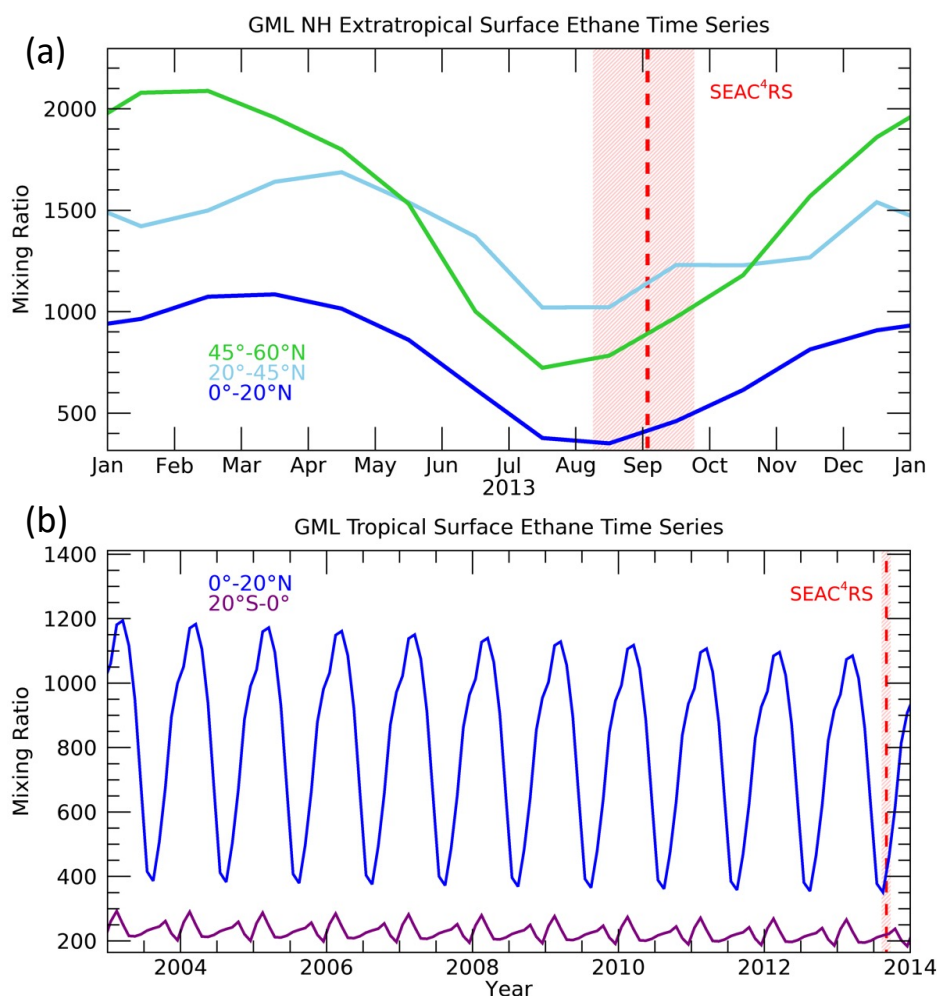 GML NH Extratropical Surface Ethane Time Series
(a)
SEAC⁴RS
2000
1500
1000
500
Mixing Ratio
45°-60°N
20°-45°N
0°-20°N
Jan Feb Mar Apr May Jun Jul Aug Sep Oct Nov Dec Jan
2013
(b)
GML Tropical Surface Ethane Time Series
1400
1200
1000
800
600
400
200
Mixing Ratio
0°-20°N
20°S-0°
SEAC⁴RS
2004 2006 2008 2010 2012 2014
Year